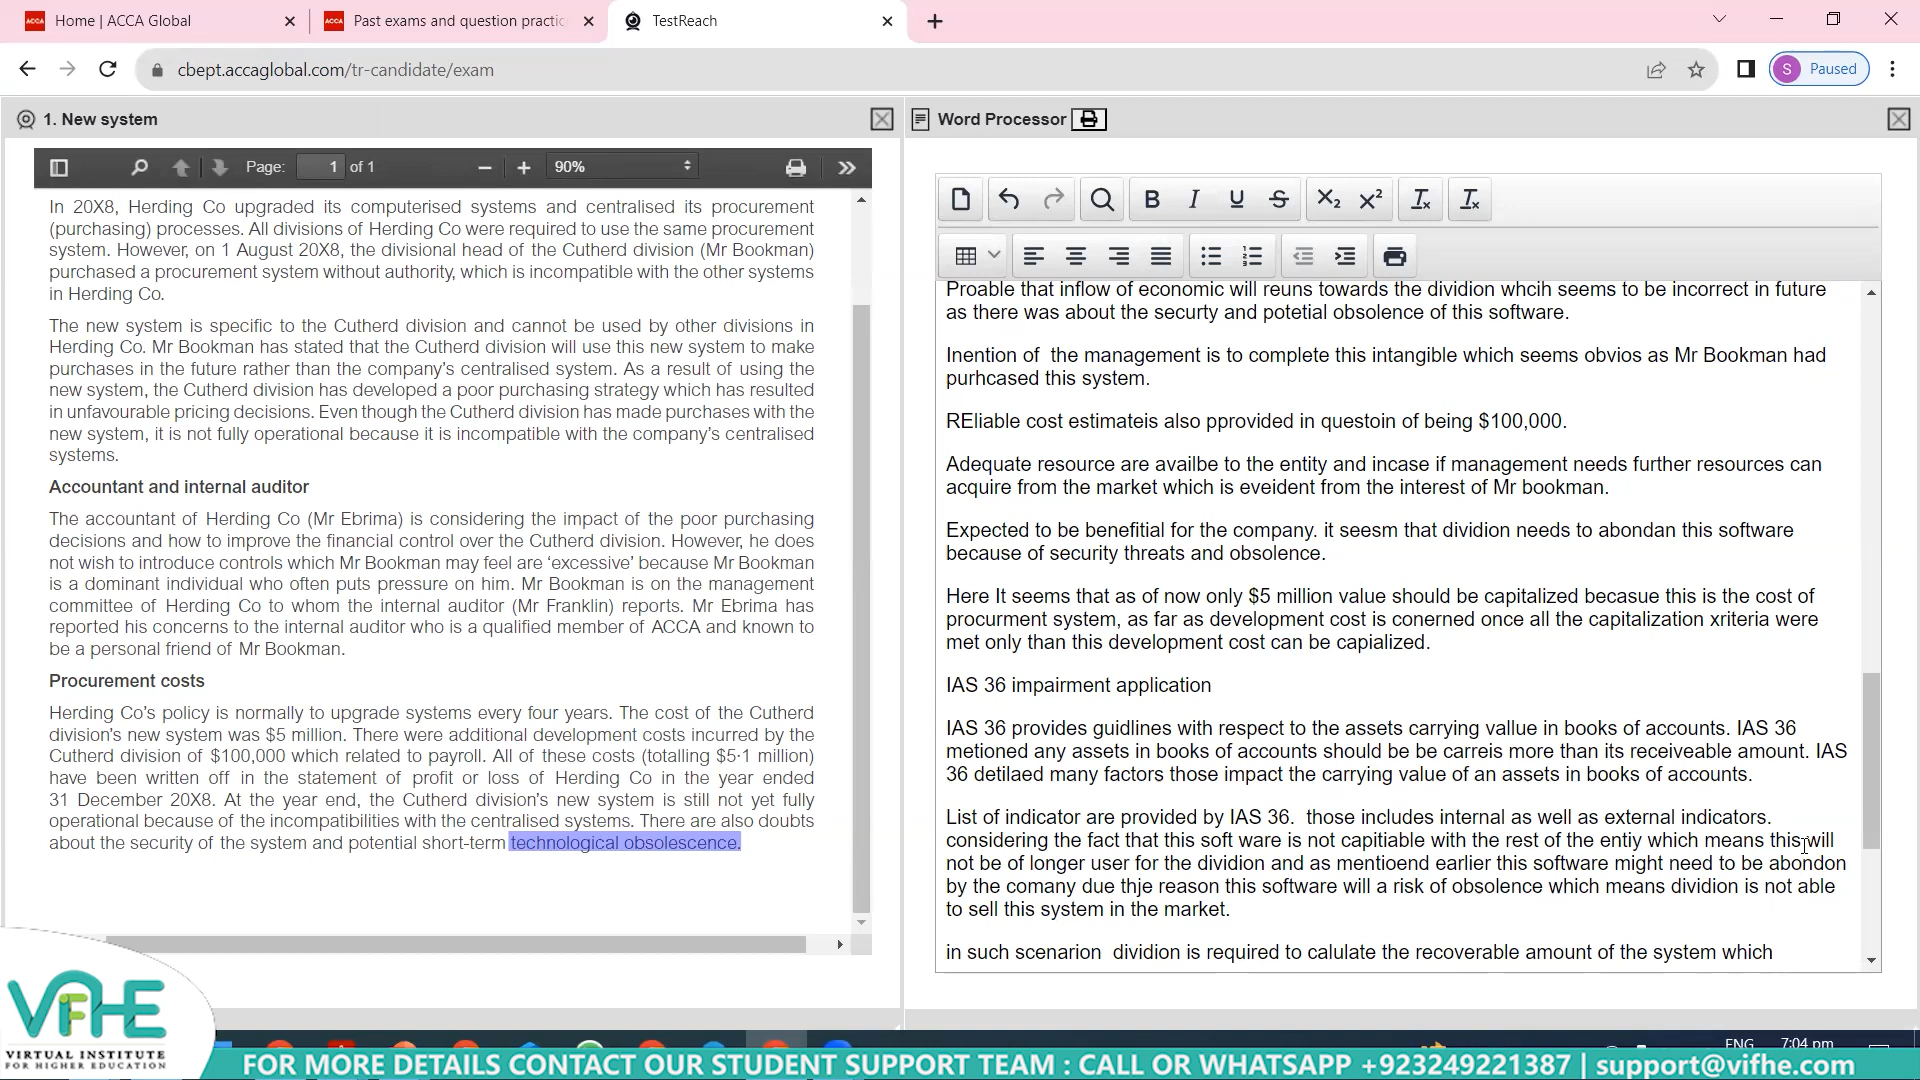 Home | ACCA Global
Past exams and question practic
TestReach
cbept.accaglobal.com/tr-candidate/exam
S Paused
1. New system
Page: 1 of 1
90%
In 20X8, Herding Co upgraded its computerised systems and centralised its procurement
(purchasing) processes. All divisions of Herding Co were required to use the same procurement
system. However, on 1 August 20X8, the divisional head of the Cutherd division (Mr Bookman)
purchased a procurement system without authority, which is incompatible with the other systems
in Herding Co.
The new system is specific to the Cutherd division and cannot be used by other divisions in
Herding Co. Mr Bookman has stated that the Cutherd division will use this new system to make
purchases in the future rather than the company's centralised system. As a result of using the
new system, the Cutherd division has developed a poor purchasing strategy which has resulted
in unfavourable pricing decisions. Even though the Cutherd division has made purchases with the
new system, it is not fully operational because it is incompatible with the company's centralised
systems.
Accountant and internal auditor
The accountant of Herding Co (Mr Ebrima) is considering the impact of the poor purchasing
decisions and how to improve the financial control over the Cutherd division. However, he does
not wish to introduce controls which Mr Bookman may feel are 'excessive' because Mr Bookman
is a dominant individual who often puts pressure on him. Mr Bookman is on the management
committee of Herding Co to whom the internal auditor (Mr Franklin) reports. Mr Ebrima has
reported his concerns to the internal auditor who is a qualified member of ACCA and known to
be a personal friend of Mr Bookman.
Procurement costs
Herding Co's policy is normally to upgrade systems every four years. The cost of the Cutherd
division's new system was $5 million. There were additional development costs incurred by the
Cutherd division of $100,000 which related to payroll. All of these costs (totalling $5·1 million)
have been written off in the statement of profit or loss of Herding Co in the year ended
31 December 20X8. At the year end, the Cutherd division's new system is still not yet fully
operational because of the incompatibilities with the centralised systems. There are also doubts
about the security of the system and potential short-term technological obsolescence.
Word Processor
Proable that inflow of economic will reuns towards the dividion whcih seems to be incorrect in future
as there was about the securty and potetial obsolence of this software.
Inention of  the management is to complete this intangible which seems obvios as Mr Bookman had
purhcased this system.
REliable cost estimateis also pprovided in questoin of being $100,000.
Adequate resource are availbe to the entity and incase if management needs further resources can
acquire from the market which is eveident from the interest of Mr bookman.
Expected to be benefitial for the company. it seesm that dividion needs to abondan this software
because of security threats and obsolence.
Here It seems that as of now only $5 million value should be capitalized becasue this is the cost of
procurment system, as far as development cost is conerned once all the capitalization xriteria were
met only than this development cost can be capialized.
IAS 36 impairment application
IAS 36 provides guidlines with respect to the assets carrying vallue in books of accounts. IAS 36
metioned any assets in books of accounts should be be carreis more than its receiveable amount. IAS
36 detilaed many factors those impact the carrying value of an assets in books of accounts.
List of indicator are provided by IAS 36.  those includes internal as well as external indicators.
considering the fact that this soft ware is not capitiable with the rest of the entiy which means this will
not be of longer user for the dividion and as mentioend earlier this software might need to be abondon
by the comany due thje reason this software will a risk of obsolence which means dividion is not able
to sell this system in the market.
in such scenarion  dividion is required to calulate the recoverable amount of the system which
ENG 7:04 pm
VIFHE
VIRTUAL INSTITUTE
FOR HIGHER EDUCATION
FOR MORE DETAILS CONTACT OUR STUDENT SUPPORT TEAM : CALL OR WHATSAPP +923249221387 | support@vifhe.com